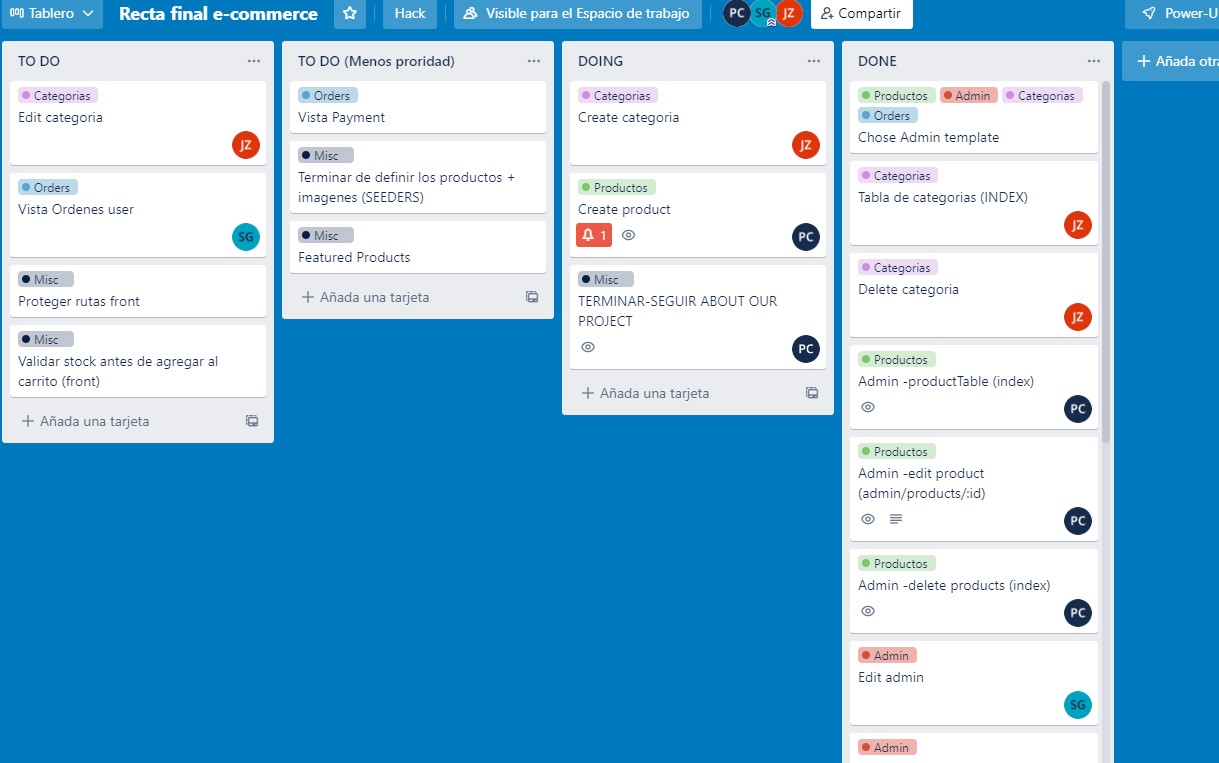 Tablero
Recta final e-commerce
Hack
Visible para el Espacio de trabajo
PC SG JZ
Compartir
Power-U
TO DO
Categorias
Edit categoria
JZ
Orders
Vista Ordenes user
SG
Misc
Proteger rutas front
Misc
Validar stock antes de agregar al
carrito (front)
+ Añada una tarjeta
TO DO (Menos proridad)
Orders
Vista Payment
Misc
Terminar de definir los productos +
imagenes (SEEDERS)
Misc
Featured Products
+ Añada una tarjeta
DOING
Categorias
Create categoria
JZ
Productos
Create product
1
PC
Misc
TERMINAR-SEGUIR ABOUT OUR
PROJECT
PC
+ Añada una tarjeta
DONE
Productos Admin Categorias
Orders
Chose Admin template
Categorias
Tabla de categorias (INDEX)
JZ
Categorias
Delete categoria
JZ
Productos
Admin -productTable (index)
PC
Productos
Admin -edit product
(admin/products/:id)
PC
Productos
Admin -delete products (index)
PC
Admin
Edit admin
SG
Admin
+ Añada otra